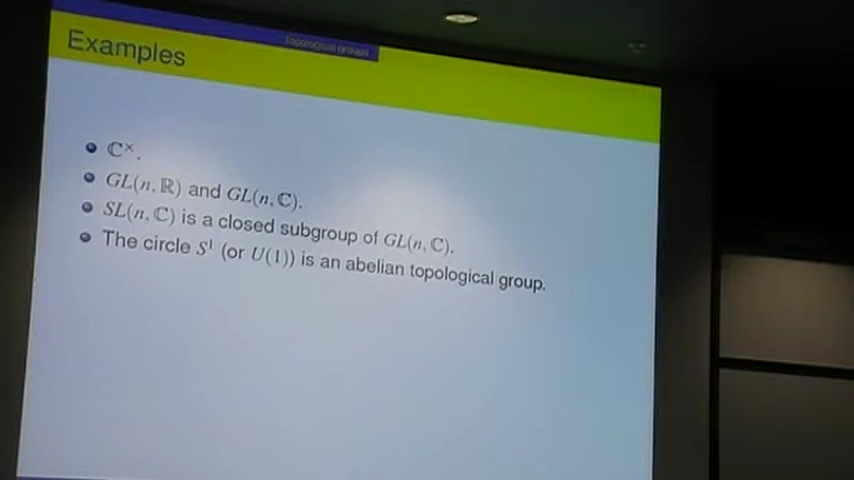 Topological groups
Examples
ℂ×.
GL(n, ℝ) and GL(n, ℂ).
SL(n, ℂ) is a closed subgroup of GL(n, ℂ).
The circle S¹ (or U(1)) is an abelian topological group.